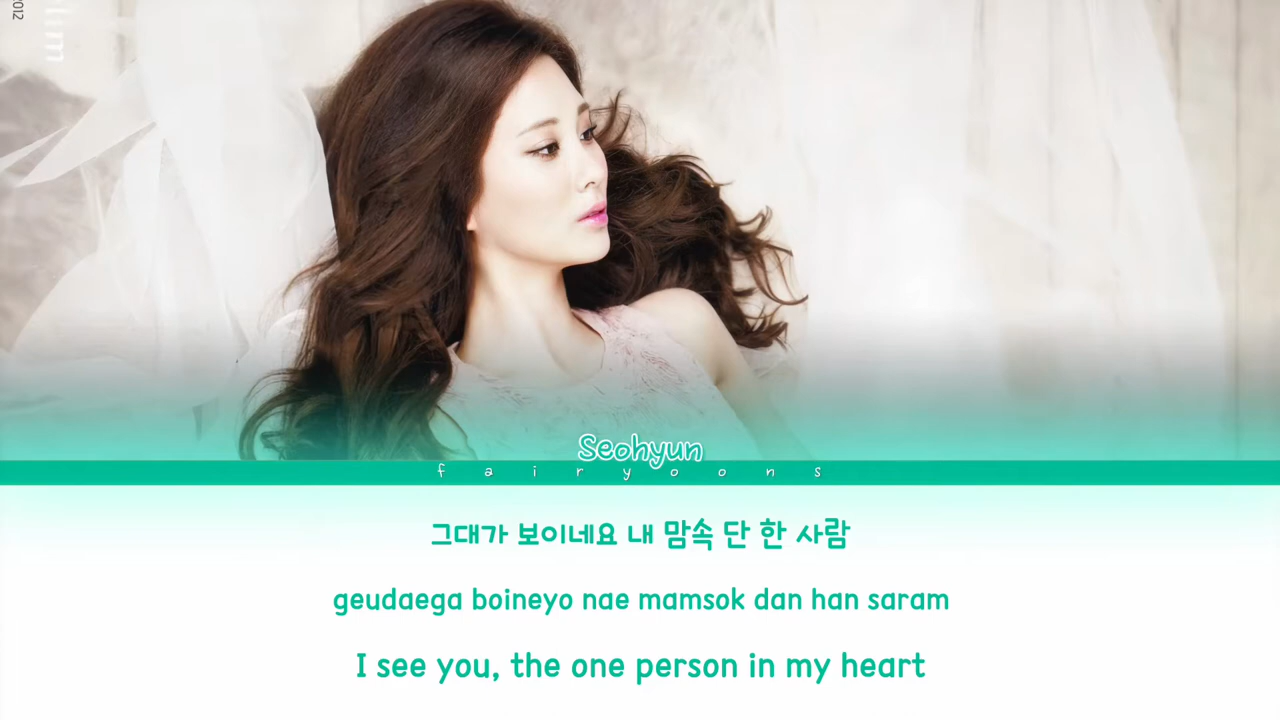 2012
Seohyun
fairyoons
그대가 보이네요 내 맘속 단 한 사람
geudaega boineyo nae mamsok dan han saram
I see you, the one person in my heart